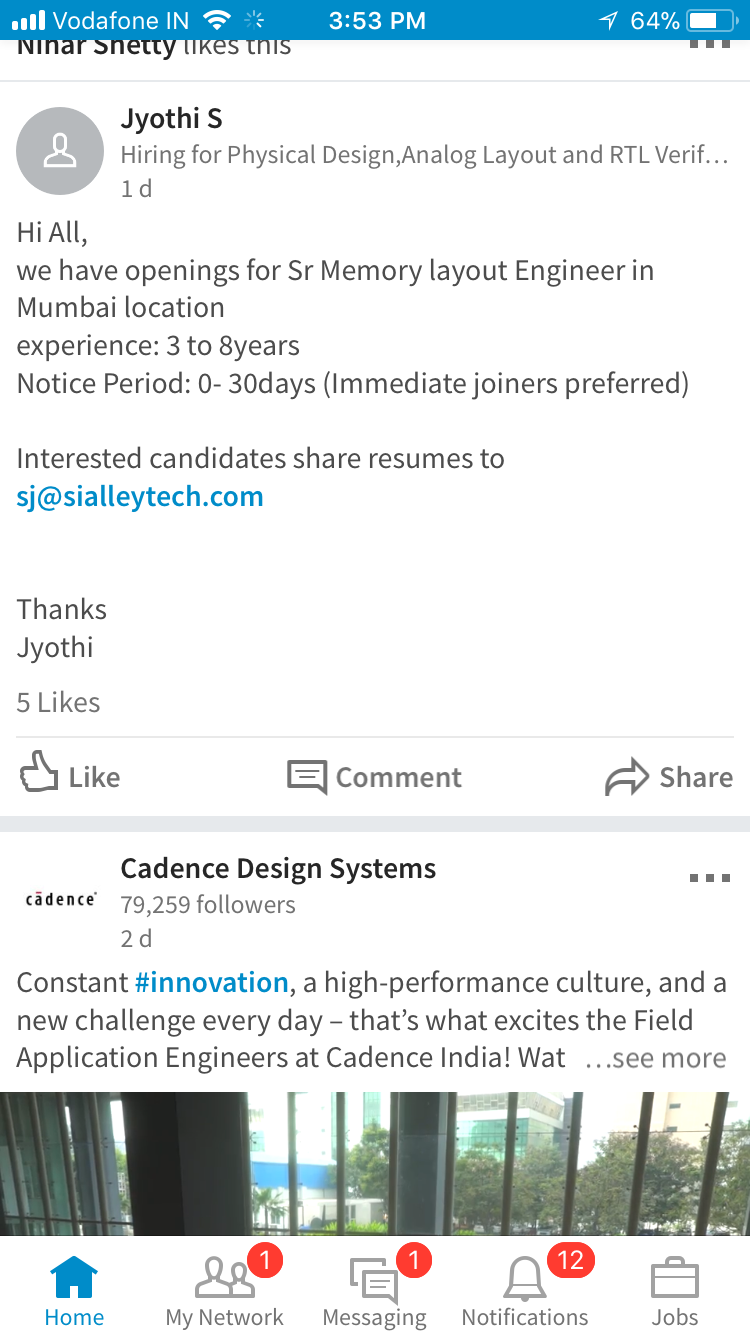 Vodafone IN 3:53 PM 64%
Nihar Shetty likes this
Jyothi S
Hiring for Physical Design,Analog Layout and RTL Verif...
1 d
Hi All,
we have openings for Sr Memory layout Engineer in
Mumbai location
experience: 3 to 8years
Notice Period: 0- 30days (Immediate joiners preferred)
Interested candidates share resumes to
sj@sialleytech.com
Thanks
Jyothi
5 Likes
Like Comment Share
Cadence Design Systems
cādence
79,259 followers
2 d
Constant #innovation, a high-performance culture, and a
new challenge every day – that’s what excites the Field
Application Engineers at Cadence India! Wat ...see more
1 1 12
Home My Network Messaging Notifications Jobs